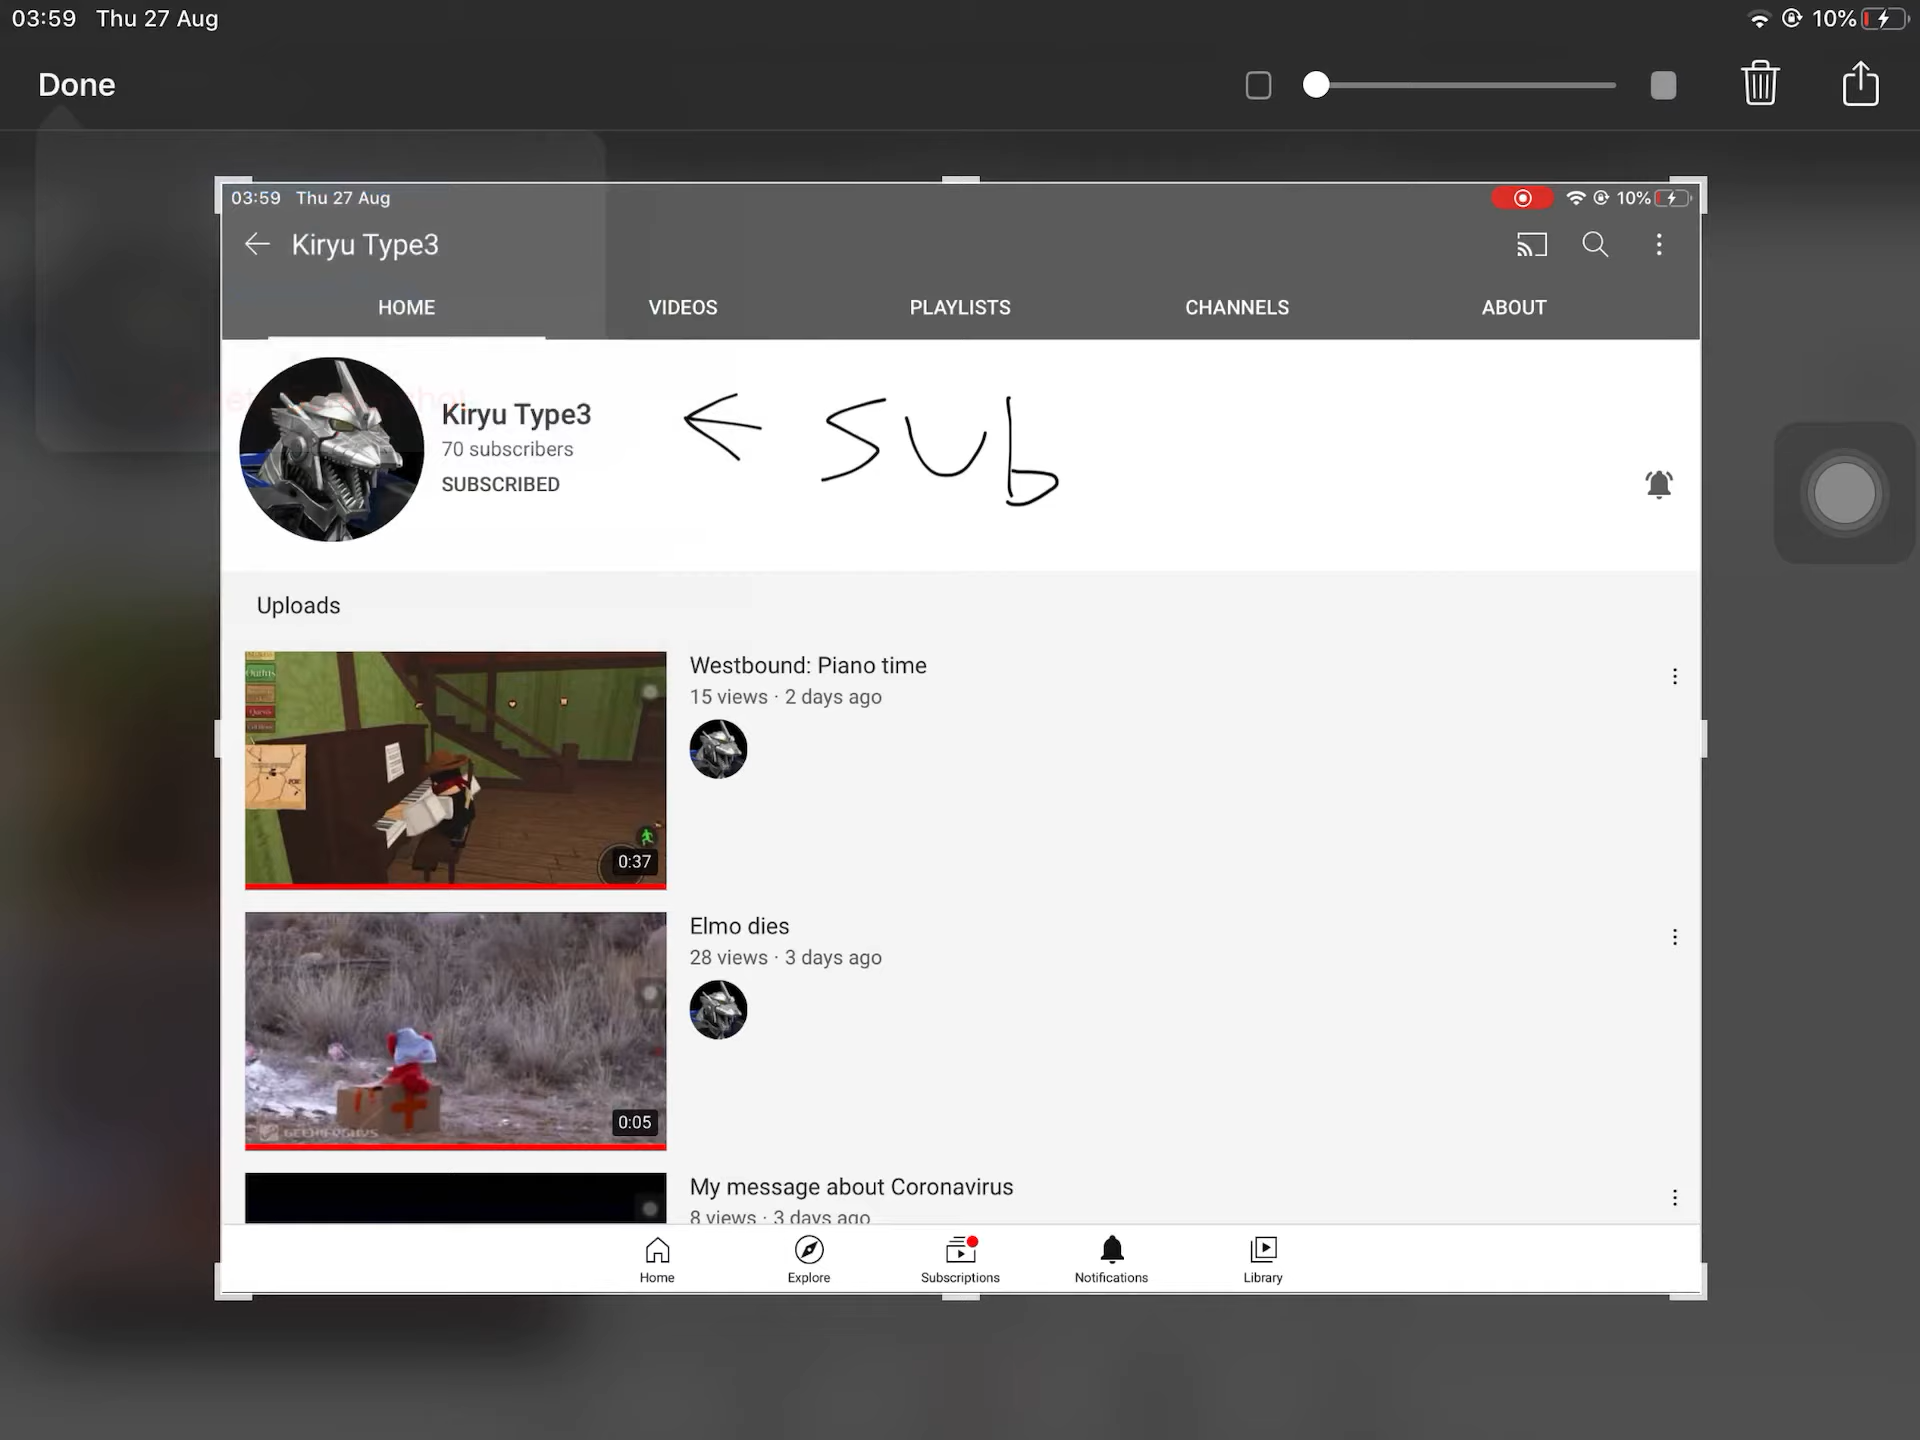 03:59 Thu 27 Aug
10%
Done
03:59 Thu 27 Aug
10%
Kiryu Type3
HOME VIDEOS PLAYLISTS CHANNELS ABOUT
Kiryu Type3
70 subscribers
SUBSCRIBED
← sub
Uploads
Outfits
Westbound: Piano time
15 views · 2 days ago
0:37
Elmo dies
28 views · 3 days ago
0:05
My message about Coronavirus
8 views · 3 days ago
Home Explore Subscriptions Notifications Library